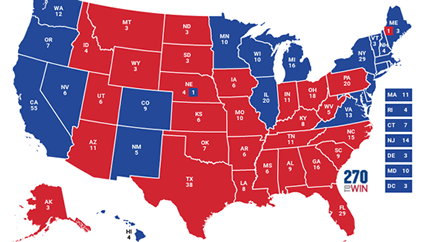 WA
12
OR
7
CA
55
NV
6
ID
4
MT
3
WY
3
UT
6
AZ
11
CO
9
NM
5
ND
3
SD
3
NE
4 1
KS
6
OK
7
TX
38
MN
10
IA
6
MO
10
AR
6
LA
8
WI
10
IL
20
MI
16
IN
11
OH
18
KY
8
TN
11
MS
6
AL
9
GA
16
FL
29
SC
9
NC
15
VA
13
WV
5
PA
20
NY
29
VT
3
NH
4
ME
1 3
AK
3
HI
4
MA 11
RI 4
CT 7
NJ 14
DE 3
MD 10
DC 3
270
TO WIN